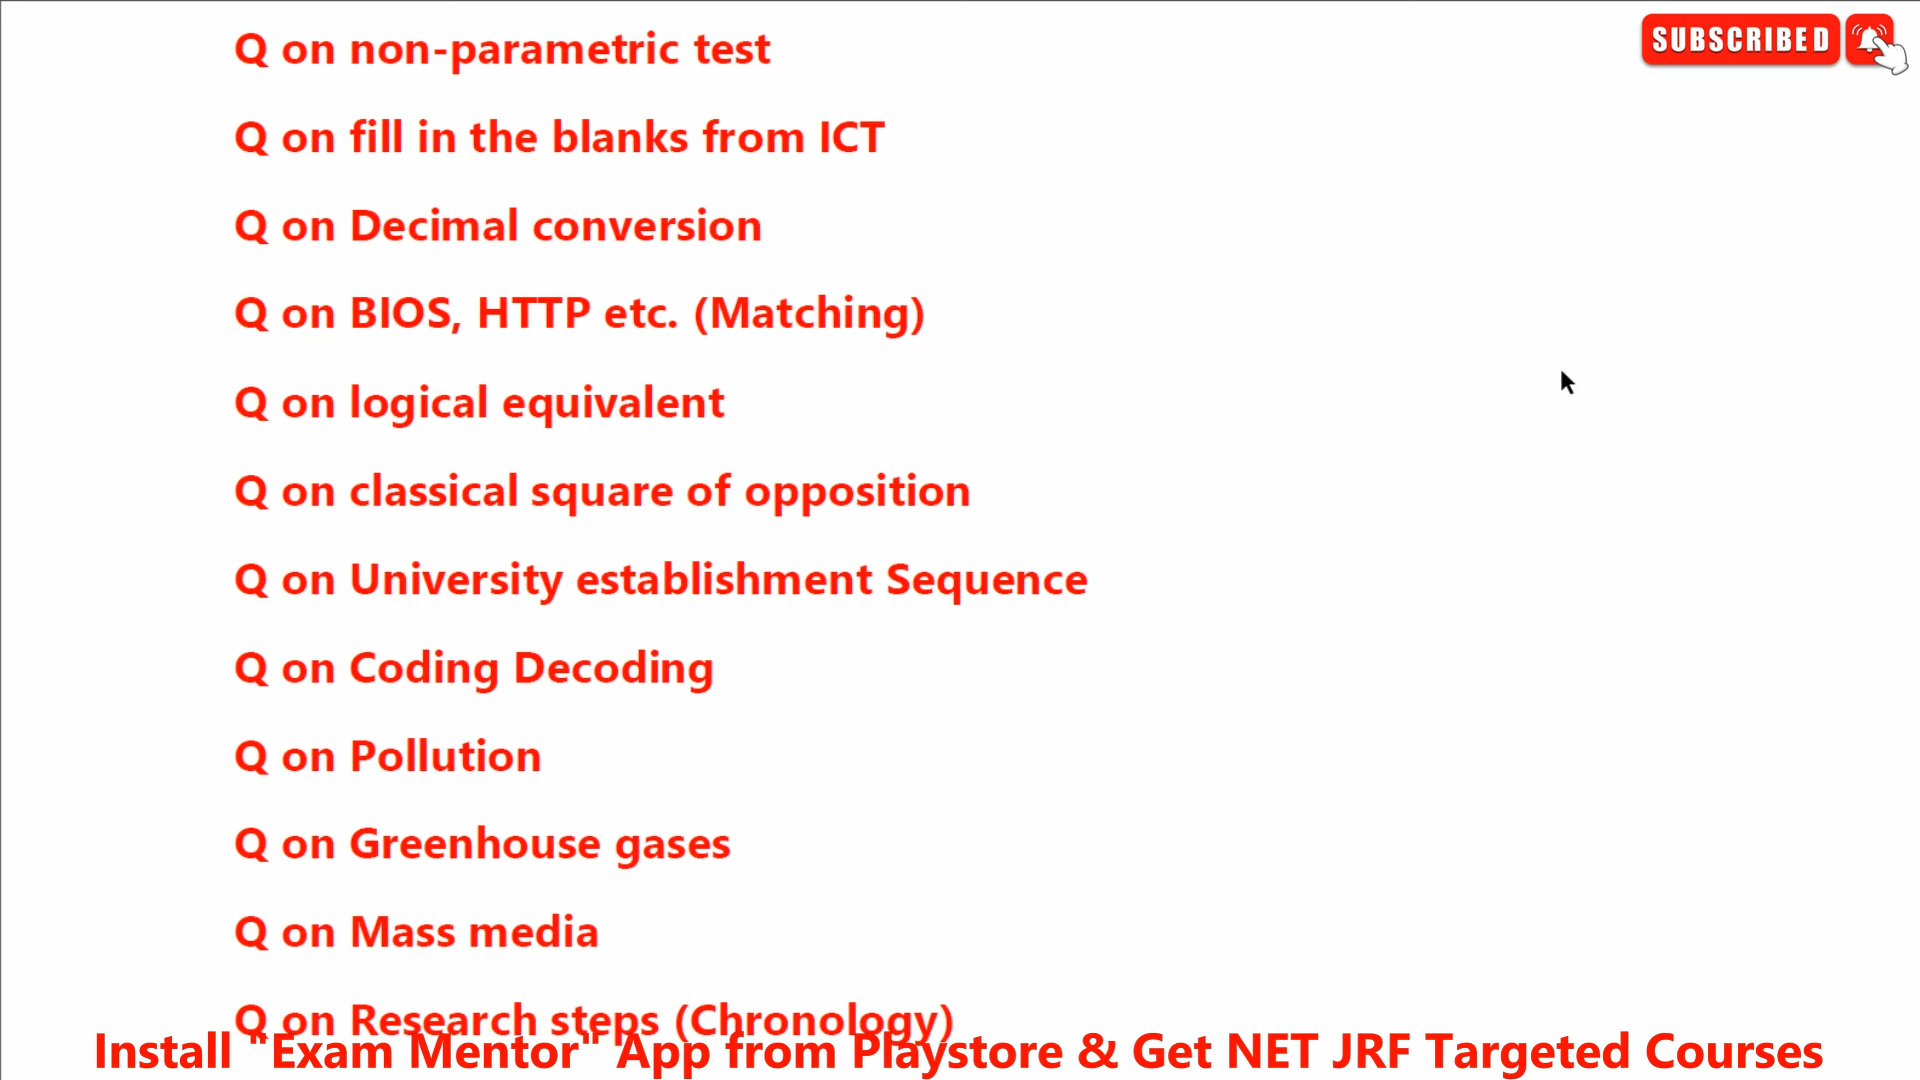 Q on non-parametric test
SUBSCRIBED
Q on fill in the blanks from ICT
Q on Decimal conversion
Q on BIOS, HTTP etc. (Matching)
Q on logical equivalent
Q on classical square of opposition
Q on University establishment Sequence
Q on Coding Decoding
Q on Pollution
Q on Greenhouse gases
Q on Mass media
Q on Research steps (Chronology)
Install "Exam Mentor" App from Playstore & Get NET JRF Targeted Courses